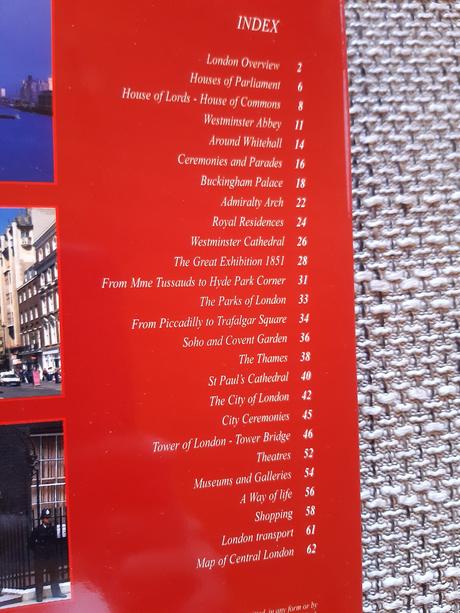 INDEX
London Overview 2
Houses of Parliament 6
House of Lords - House of Commons 8
Westminster Abbey 11
Around Whitehall 14
Ceremonies and Parades 16
Buckingham Palace 18
Admiralty Arch 22
Royal Residences 24
Westminster Cathedral 26
The Great Exhibition 1851 28
From Mme Tussauds to Hyde Park Corner 31
The Parks of London 33
From Piccadilly to Trafalgar Square 34
Soho and Covent Garden 36
The Thames 38
St Paul's Cathedral 40
The City of London 42
City Ceremonies 45
Tower of London - Tower Bridge 46
Theatres 52
Museums and Galleries 54
A Way of life 56
Shopping 58
London transport 61
Map of Central London 62
in any form or by